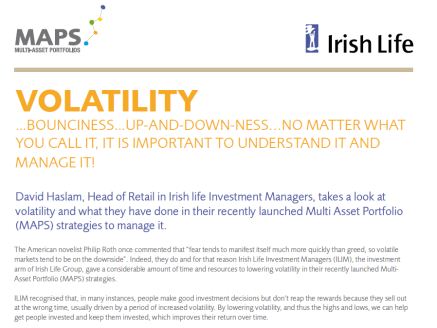 MAPS
MULTI-ASSET PORTFOLIOS
Irish Life
VOLATILITY
...BOUNCINESS...UP-AND-DOWN-NESS...NO MATTER WHAT
YOU CALL IT, IT IS IMPORTANT TO UNDERSTAND IT AND
MANAGE IT!
David Haslam, Head of Retail in Irish life Investment Managers, takes a look at
volatility and what they have done in their recently launched Multi Asset Portfolio
(MAPS) strategies to manage it.
The American novelist Philip Roth once commented that "fear tends to manifest itself much more quickly than greed, so volatile
markets tend to be on the downside". Indeed, they do and for that reason Irish Life Investment Managers (ILIM), the investment
arm of Irish Life Group, gave a considerable amount of time and resources to lowering volatility in their recently launched Multi-
Asset Portfolio (MAPS) strategies.
ILIM recognised that, in many instances, people make good investment decisions but don't reap the rewards because they sell out
at the wrong time, usually driven by a period of increased volatility. By lowering volatility, and thus the highs and lows, we can help
get people invested and keep them invested, which improves their return over time.